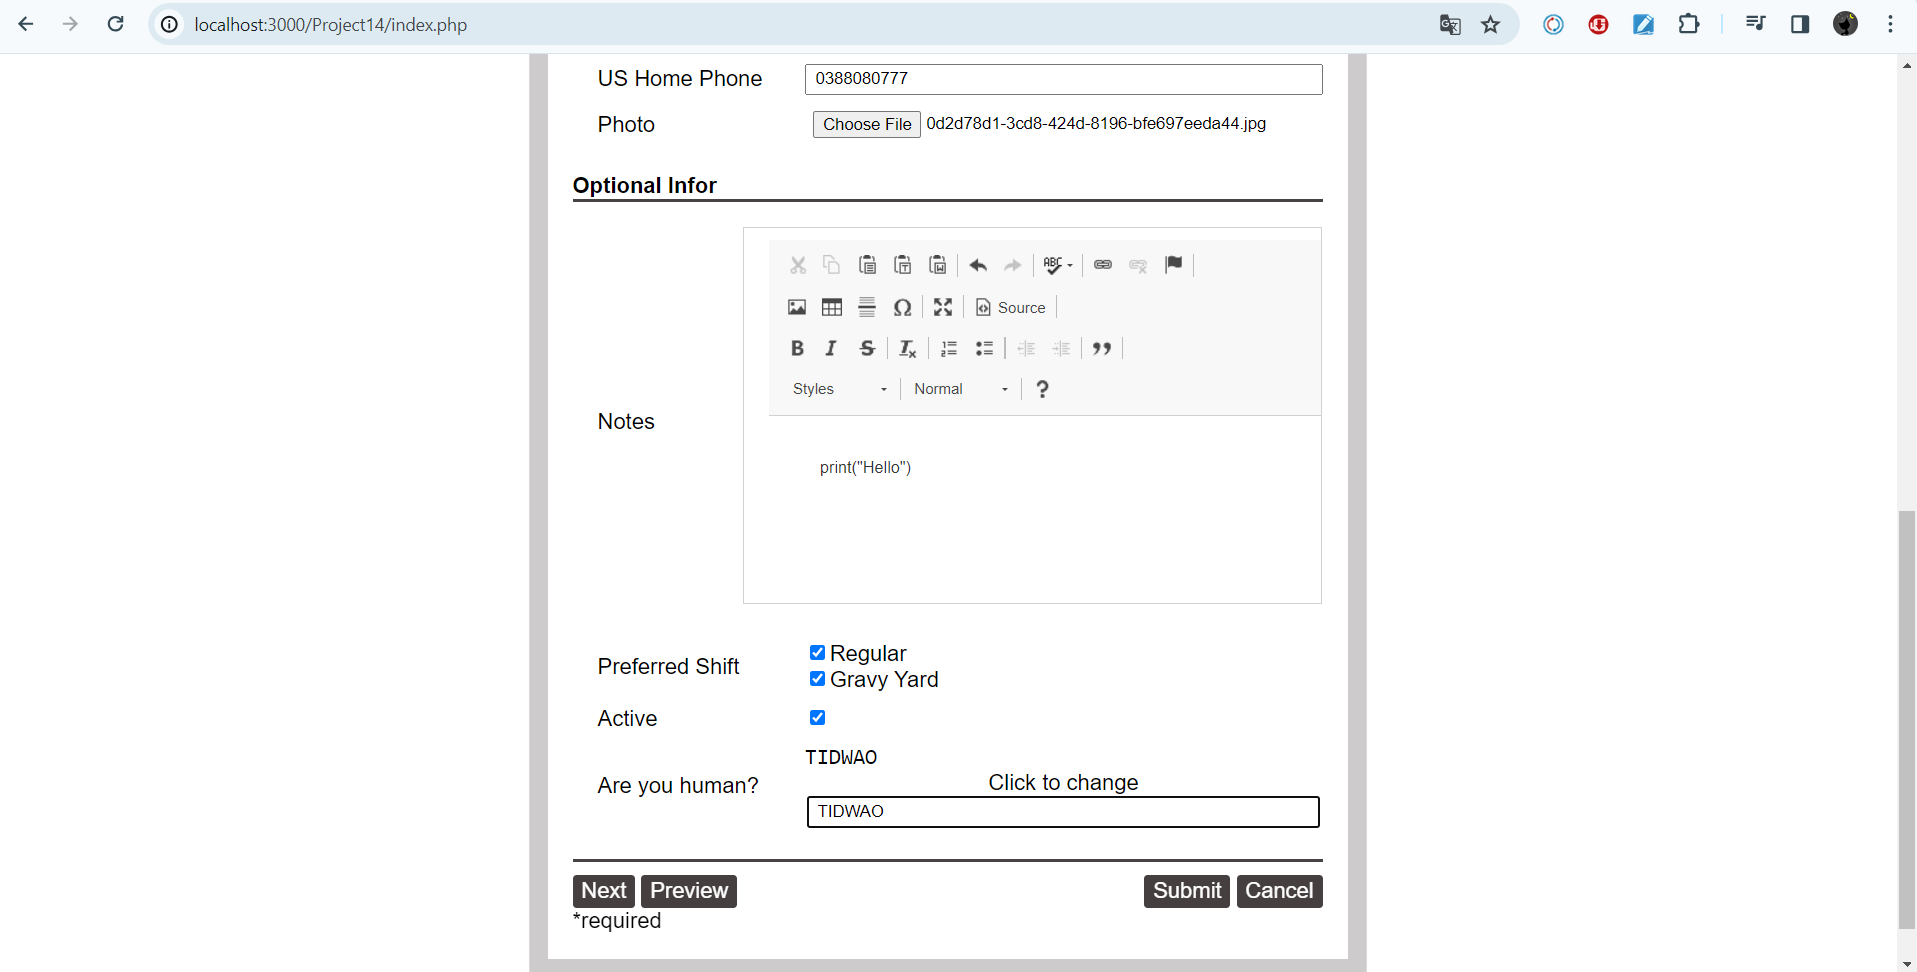 localhost:3000/Project14/index.php
US Home Phone 0388080777
Photo Choose File 0d2d78d1-3cd8-424d-8196-bfe697eeda44.jpg
Optional Infor
ABC
Source
B I S Tx
Styles Normal ?
Notes
print("Hello")
Preferred Shift
Regular
Gravy Yard
Active
TIDWAO
Are you human?
Click to change
TIDWAO
Next Preview Submit Cancel
*required